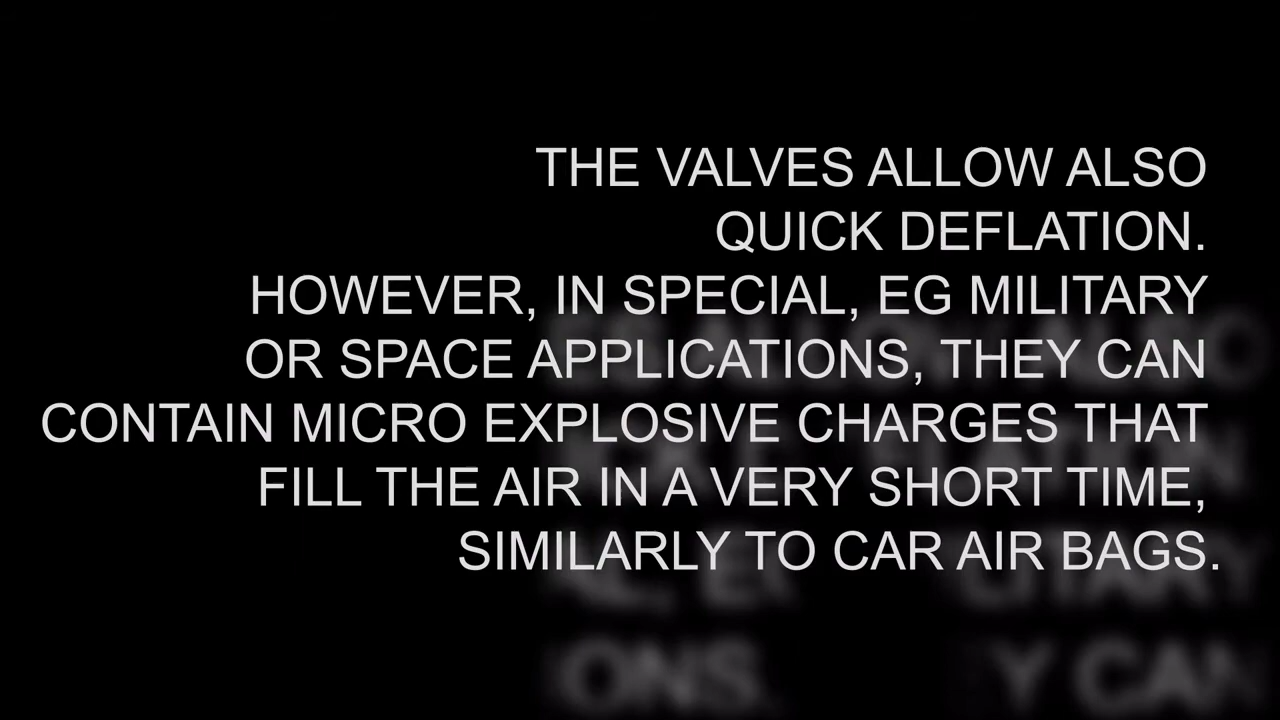 THE VALVES ALLOW ALSO
QUICK DEFLATION.
HOWEVER, IN SPECIAL, EG MILITARY
OR SPACE APPLICATIONS, THEY CAN
CONTAIN MICRO EXPLOSIVE CHARGES THAT
FILL THE AIR IN A VERY SHORT TIME,
SIMILARLY TO CAR AIR BAGS.